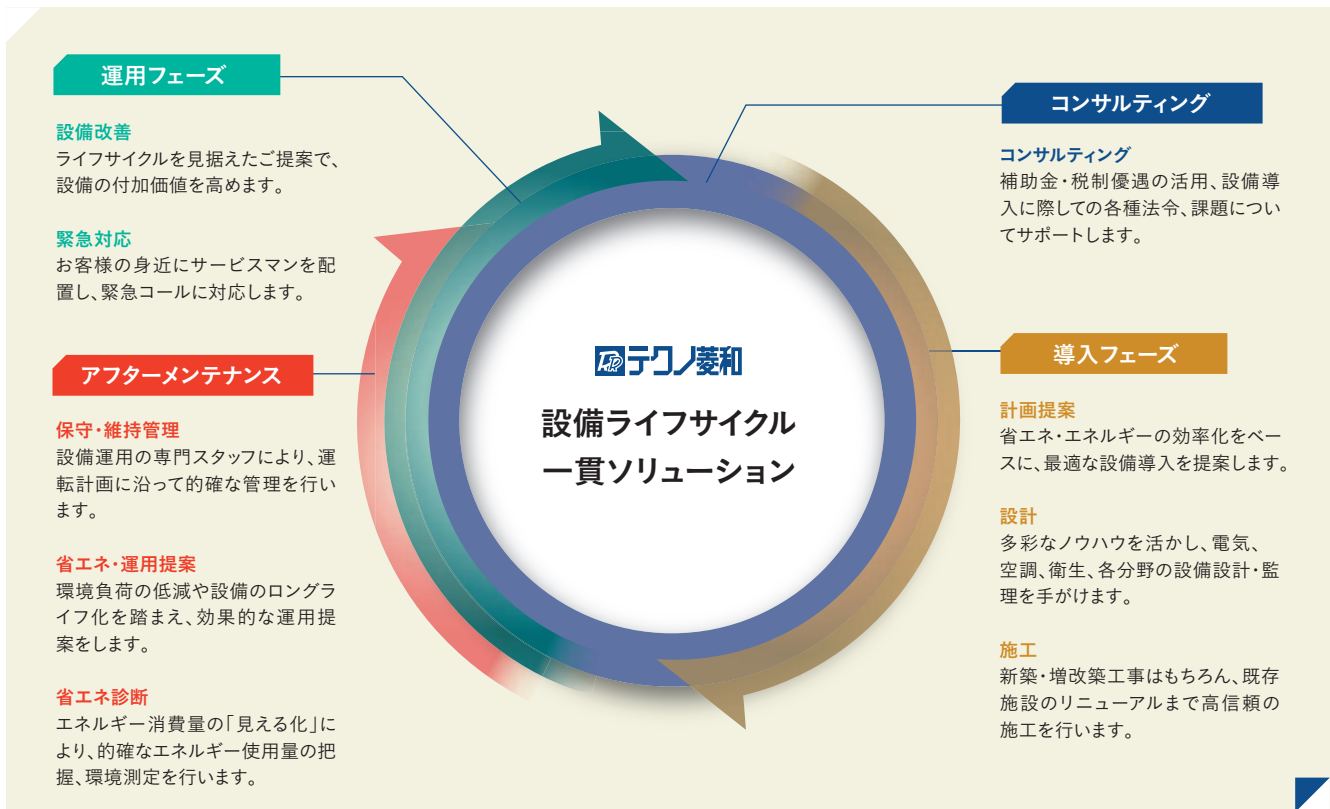 運用フェーズ
設備改善
ライフサイクルを見据えたご提案で、
設備の付加価値を高めます。
緊急対応
お客様の身近にサービスマンを配
置し、緊急コールに対応します。
アフターメンテナンス
保守・維持管理
設備運用の専門スタッフにより、運
転計画に沿って的確な管理を行い
ます。
省エネ・運用提案
環境負荷の低減や設備のロングラ
イフ化を踏まえ、効果的な運用提
案をします。
省エネ診断
エネルギー消費量の「見える化」に
より、的確なエネルギー使用量の把
握、環境測定を行います。
テクノ菱和
設備ライフサイクル
一貫ソリューション
コンサルティング
コンサルティング
補助金・税制優遇の活用、設備導
入に際しての各種法令、課題につい
てサポートします。
導入フェーズ
計画提案
省エネ・エネルギーの効率化をベー
スに、最適な設備導入を提案します。
設計
多彩なノウハウを活かし、電気、
空調、衛生、各分野の設備設計・監
理を手がけます。
施工
新築・増改築工事はもちろん、既存
施設のリニューアルまで高信頼の
施工を行います。